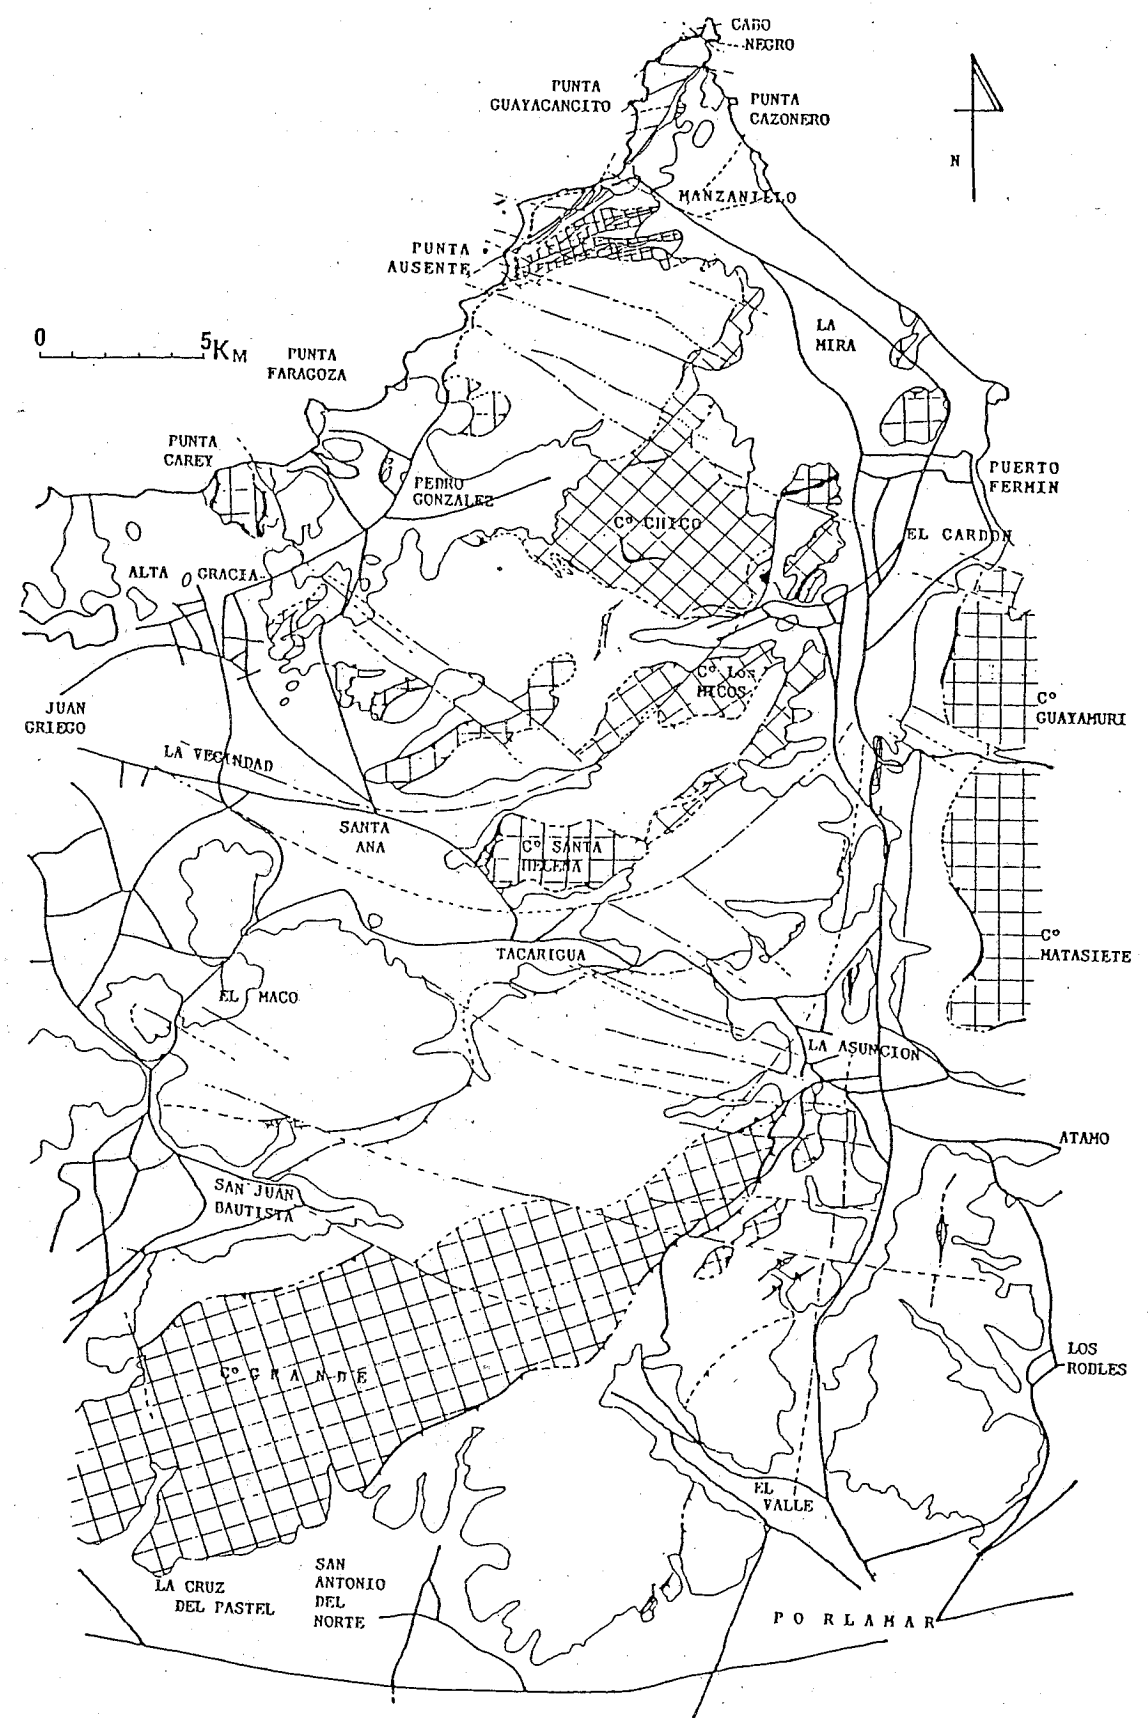 CABO
NEGRO
PUNTA
GUAYACANCITO
PUNTA
CAZONERO
N
MANZANILLO
PUNTA
AUSENTE
LA
MIRA
0 5KM
PUNTA
FARAGOZA
PUNTA
CAREY
PEDRO
GONZALEZ
PUERTO
FERMIN
Cº CHICO
EL CARDON
ALTA GRACIA
Cº LOS
HICOS
Cº
GUAYAMURI
JUAN
GRIEGO
LA VECINDAD
SANTA
ANA
Cº SANTA
HELENA
Cº
MATASIETE
TACARIGUA
EL MACO
LA ASUNCION
ATAMO
SAN JUAN
BAUTISTA
LOS
RODLES
Cº GRANDE
EL
VALLE
LA CRUZ
DEL PASTEL
SAN
ANTONIO
DEL
NORTE
PORLAMAR